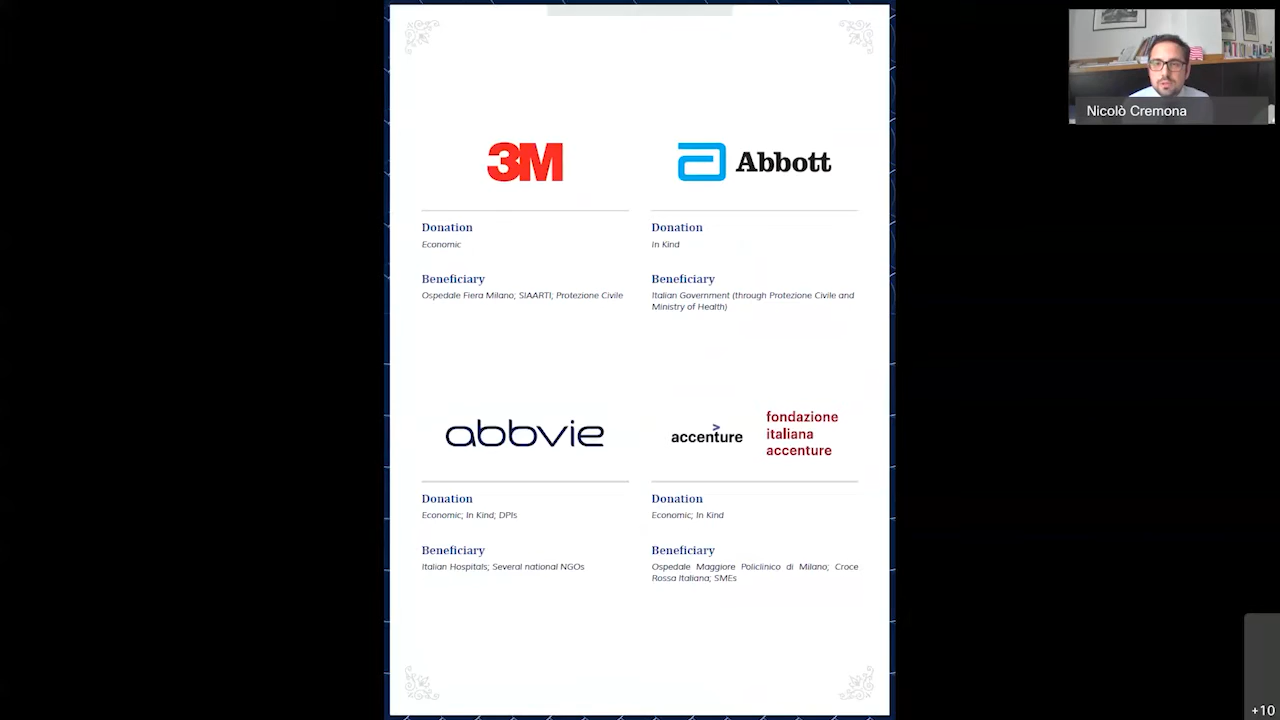 Nicolò Cremona
3M
Donation
Economic
Beneficiary
Ospedale Fiera Milano; SIAARTI; Protezione Civile
Abbott
Donation
In Kind
Beneficiary
Italian Government (through Protezione Civile and
Ministry of Health)
abbvie
Donation
Economic; In Kind; DPIs
Beneficiary
Italian Hospitals; Several national NGOs
accenture
fondazione
italiana
accenture
Donation
Economic; In Kind
Beneficiary
Ospedale Maggiore Policlinico di Milano; Croce
Rossa Italiana; SMEs
+10